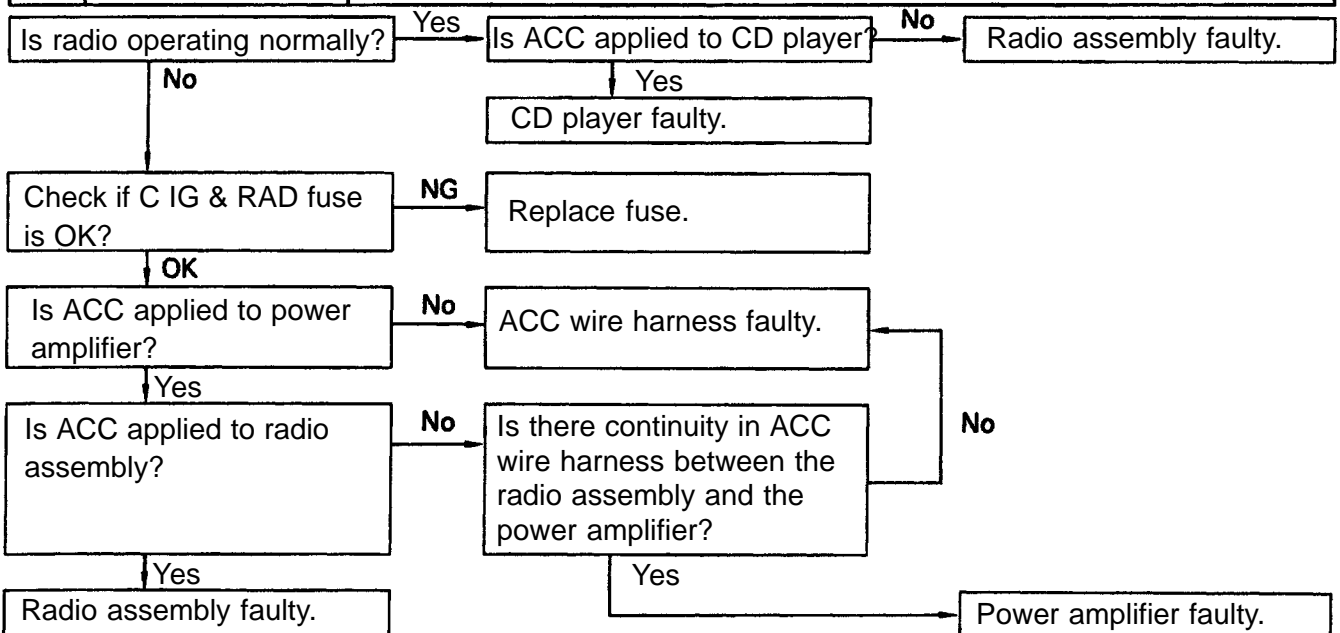 Is radio operating normally?
Yes
Is ACC applied to CD player?
No
Radio assembly faulty.
No
Yes
CD player faulty.
Check if C IG & RAD fuse
is OK?
NG
Replace fuse.
OK
Is ACC applied to power
amplifier?
No
ACC wire harness faulty.
Yes
Is ACC applied to radio
assembly?
No
Is there continuity in ACC
wire harness between the
radio assembly and the
power amplifier?
No
Yes
Radio assembly faulty.
Yes
Power amplifier faulty.